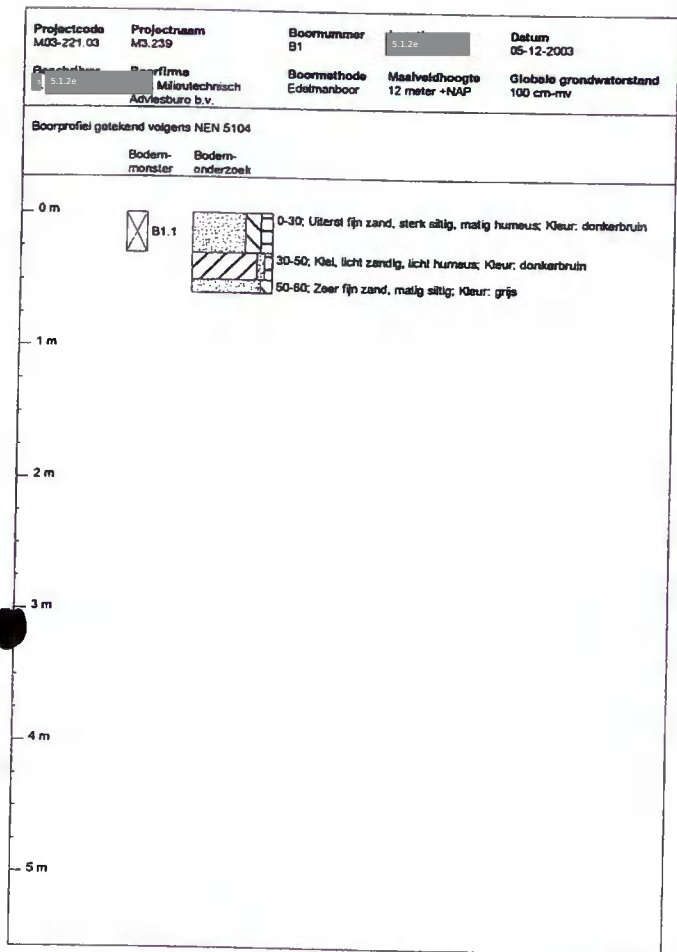 Projectcode Projectnaam Boornummer Datum
M03-221.03 M3.239 B1 5.1.2e 05-12-2003
Boorfirma Boormethode Maaiveldhoogte Globale grondwaterstand
5.1.2e Milieutechnisch Edelmanboor 12 meter +NAP 100 cm-mv
Adviesburo b.v.
Boorprofiel getekend volgens NEN 5104
Bodem- Bodem-
monster onderzoek
0 m
B1.1
0-30; Uiterst fijn zand, sterk siltig, matig humeus; Kleur: donkerbruin
30-50; Klei, licht zandig, licht humeus; Kleur: donkerbruin
50-60; Zeer fijn zand, matig siltig; Kleur: grijs
1 m
2 m
3 m
4 m
5 m